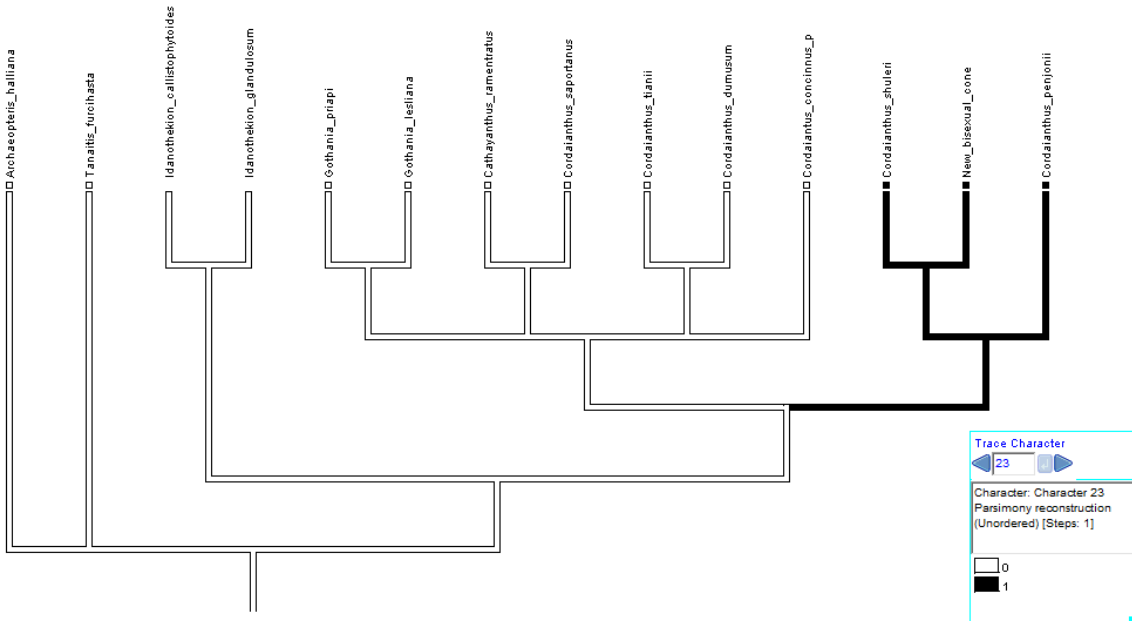 Archaeopteris_halliana
Tanaitis_furcihasta
Idanothekion_callistophytoides
Idanothekion_glandulosum
Gothania_priapi
Gothania_lesliana
Cathayanthus_ramentratus
Cordaianthus_saportanus
Cordaianthus_tianii
Cordaianthus_dumusum
Cordaiantus_concinnus_p
Cordaianthus_shuleri
New_bisexual_cone
Cordaianthus_penjonii
Trace Character
23
Character: Character 23
Parsimony reconstruction
(Unordered) [Steps: 1]
0
1